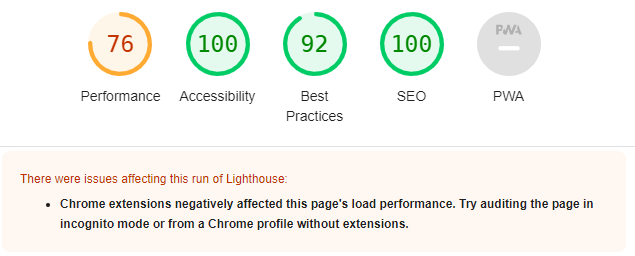 76 100 92 100 PWA
Performance Accessibility Best Practices SEO PWA
There were issues affecting this run of Lighthouse:
Chrome extensions negatively affected this page's load performance. Try auditing the page in
incognito mode or from a Chrome profile without extensions.